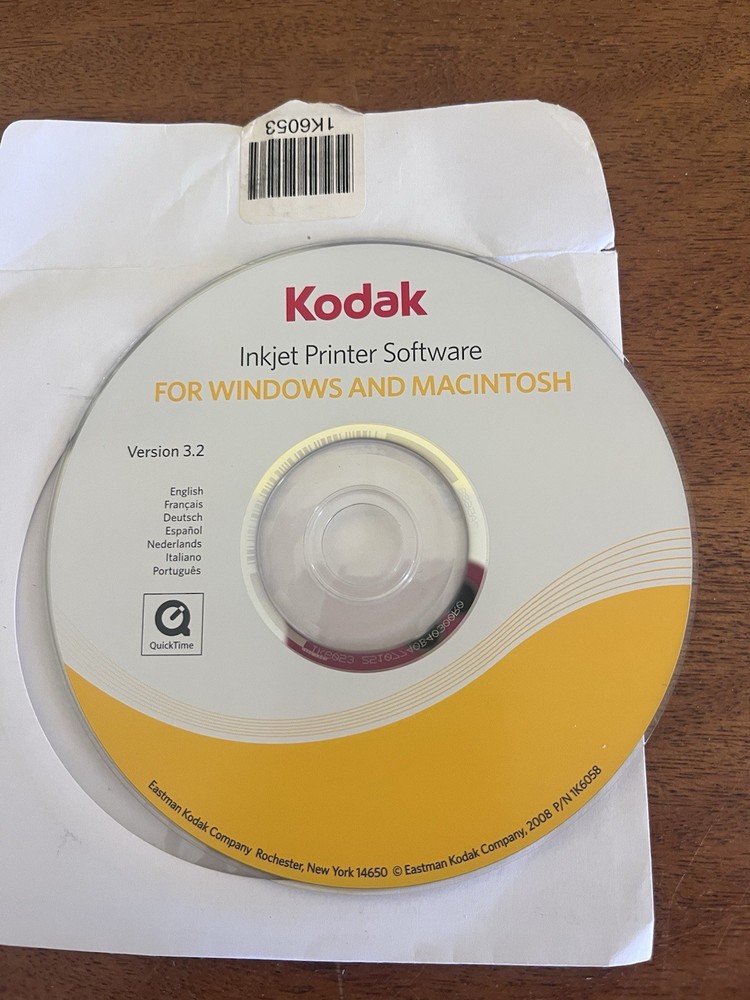 1K6053
Kodak
Inkjet Printer Software
FOR WINDOWS AND MACINTOSH
Version 3.2
English
Français
Deutsch
Español
Nederlands
Italiano
Português
QuickTime
1K6053
Eastman Kodak Company Rochester, New York 14650 © Eastman Kodak Company, 2008 P/N 1K6058